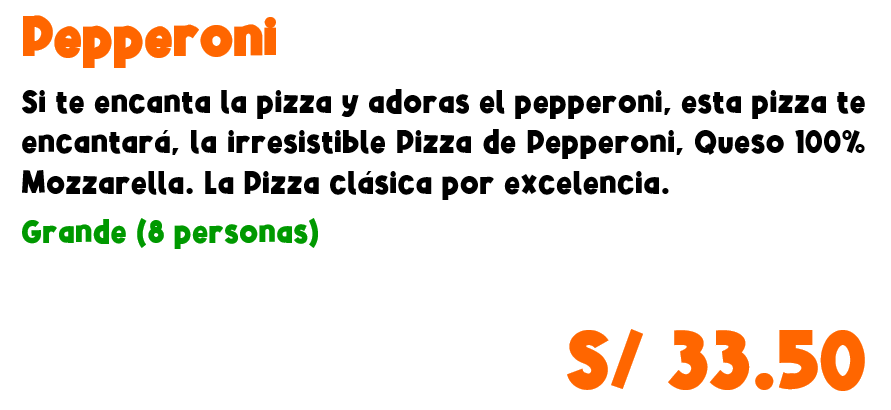 Pepperoni
Si te encanta la pizza y adoras el pepperoni, esta pizza te
encantará, la irresistible Pizza de Pepperoni, Queso 100%
Mozzarella. La Pizza clásica por excelencia.
Grande (8 personas)
S/ 33.50